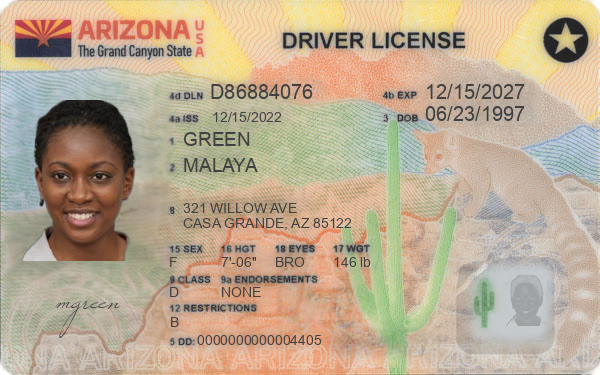 ARIZONA USA
The Grand Canyon State
DRIVER LICENSE
4d DLN D86884076
4b EXP 12/15/2027
4a ISS 12/15/2022
3 DOB 06/23/1997
1 GREEN
2 MALAYA
8 321 WILLOW AVE
CASA GRANDE, AZ 85122
15 SEX 16 HGT 18 EYES 17 WGT
F 7'-06" BRO 146 lb
9 CLASS 9a ENDORSEMENTS
D NONE
12 RESTRICTIONS
B
mgreen
5 DD: 0000000000004405
ONA ARIZONA ARIZONA ARIZONA ARIZONA ARIZ